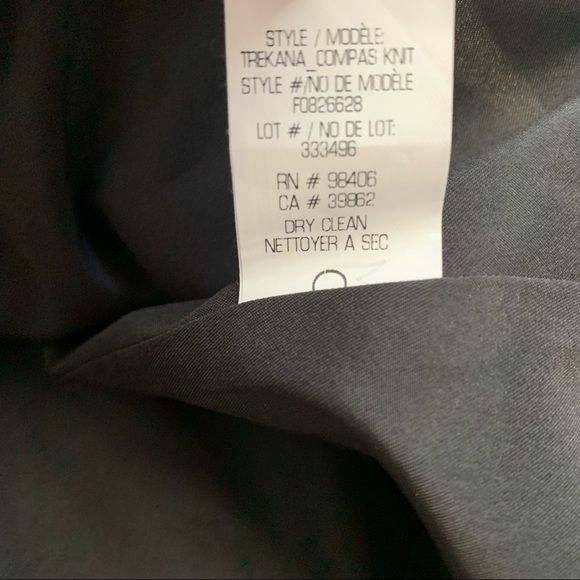 STYLE / MODÈLE:
TREKANA_COMPAS KNIT
STYLE #/NO DE MODÈLE
F0826628
LOT # / NO DE LOT:
333496
RN # 98406
CA # 39862
DRY CLEAN
NETTOYER A SEC